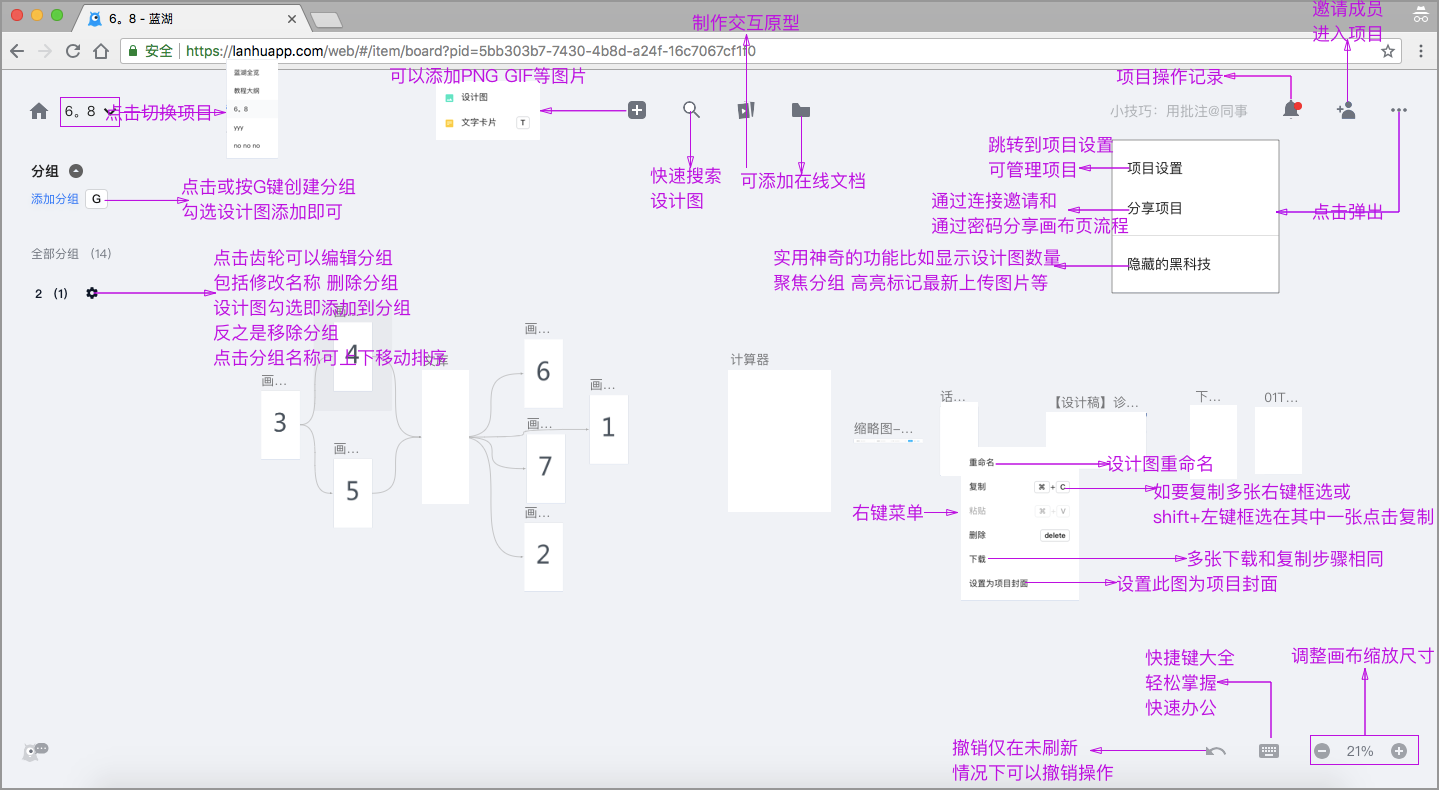 6。8 - 蓝湖
安全
https://lanhuapp.com/web/#/item/board?pid=5bb303b7-7430-4b8d-a24f-16c7067cf1f0
制作交互原型
邀请成员
进入项目
可以添加PNG GIF等图片
项目操作记录
6。8
点击切换项目
蓝湖全览
教程大纲
6。8
yyy
no no no
设计图
文字卡片
T
小技巧：用批注@同事
快速搜索
设计图
可添加在线文档
跳转到项目设置
可管理项目
项目设置
通过连接邀请和
通过密码分享画布页流程
分享项目
点击弹出
实用神奇的功能比如显示设计图数量
聚焦分组 高亮标记最新上传图片等
隐藏的黑科技
分组
添加分组
G
点击或按G键创建分组
勾选设计图添加即可
全部分组 (14)
2 (1)
点击齿轮可以编辑分组
包括修改名称 删除分组
设计图勾选即添加到分组
反之是移除分组
点击分组名称可上下移动排序
画…
4
画…
3
画…
5
画…
6
画…
7
画…
2
画…
1
计算器
缩略图–…
话…
【设计稿】诊…
下…
01T…
右键菜单
重命名
设计图重命名
复制
⌘ + C
如要复制多张右键框选或
shift+左键框选在其中一张点击复制
粘贴
⌘ + V
删除
delete
下载
多张下载和复制步骤相同
设置为项目封面
设置此图为项目封面
快捷键大全
轻松掌握
快速办公
调整画布缩放尺寸
撤销仅在未刷新
情况下可以撤销操作
21%